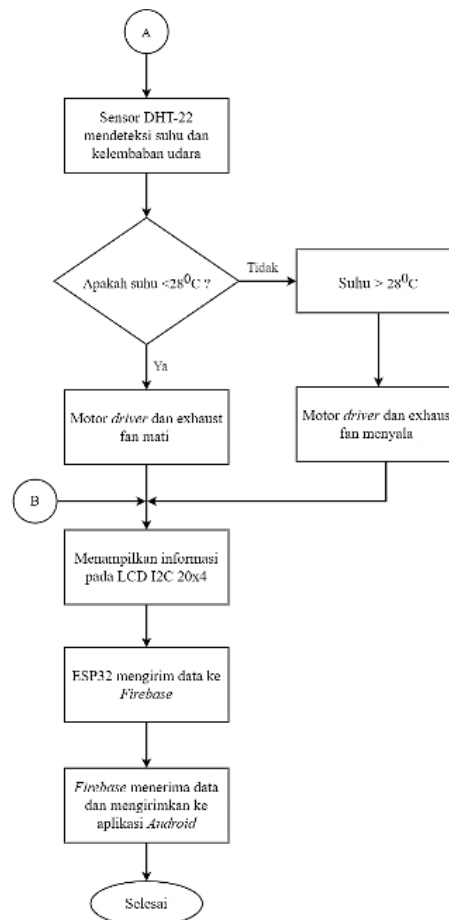 A
Sensor DHT-22
mendeteksi suhu dan
kelembaban udara
Apakah suhu <28⁰C ?
Tidak
Suhu > 28⁰C
Ya
Motor driver dan exhaust
fan mati
Motor driver dan exhaus
fan menyala
B
Menampilkan informasi
pada LCD I2C 20x4
ESP32 mengirim data ke
Firebase
Firebase menerima data
dan mengirimkan ke
aplikasi Android
Selesai